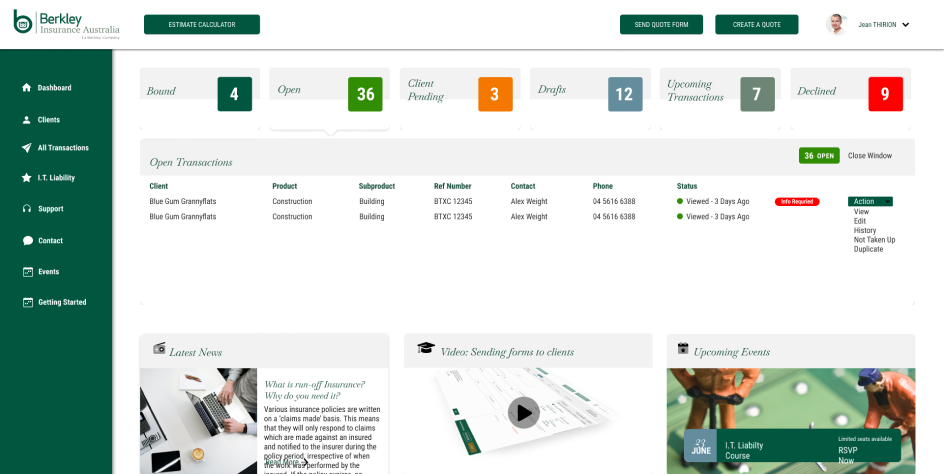 Berkley
Insurance Australia
a Berkley Company
ESTIMATE CALCULATOR
SEND QUOTE FORM
CREATE A QUOTE
Jean THIRION
Dashboard
Clients
All Transactions
I.T. Liability
Support
Contact
Events
Getting Started
Bound 4
Open 36
Client Pending 3
Drafts 12
Upcoming Transactions 7
Declined 9
Open Transactions
36 OPEN
Close Window
Client Product Subproduct Ref Number Contact Phone Status
Blue Gum Grannyflats Construction Building BTXC 12345 Alex Weight 04 5616 6388 Viewed - 3 Days Ago Info Requried Action
Blue Gum Grannyflats Construction Building BTXC 12345 Alex Weight 04 5616 6388 Viewed - 3 Days Ago
View
Edit
History
Not Taken Up
Duplicate
Latest News
What is run-off Insurance?
Why do you need it?
Various insurance policies are written
on a 'claims made' basis. This means
that they will only respond to claims
which are made against an insured
and notified to the insurer during the
policy period, irrespective of when
the work was performed by the
Read More
insured. If the policy expires, no
Video: Sending forms to clients
Upcoming Events
23
JUNE
I.T. Liabilty
Course
Limited seats available
RSVP
Now